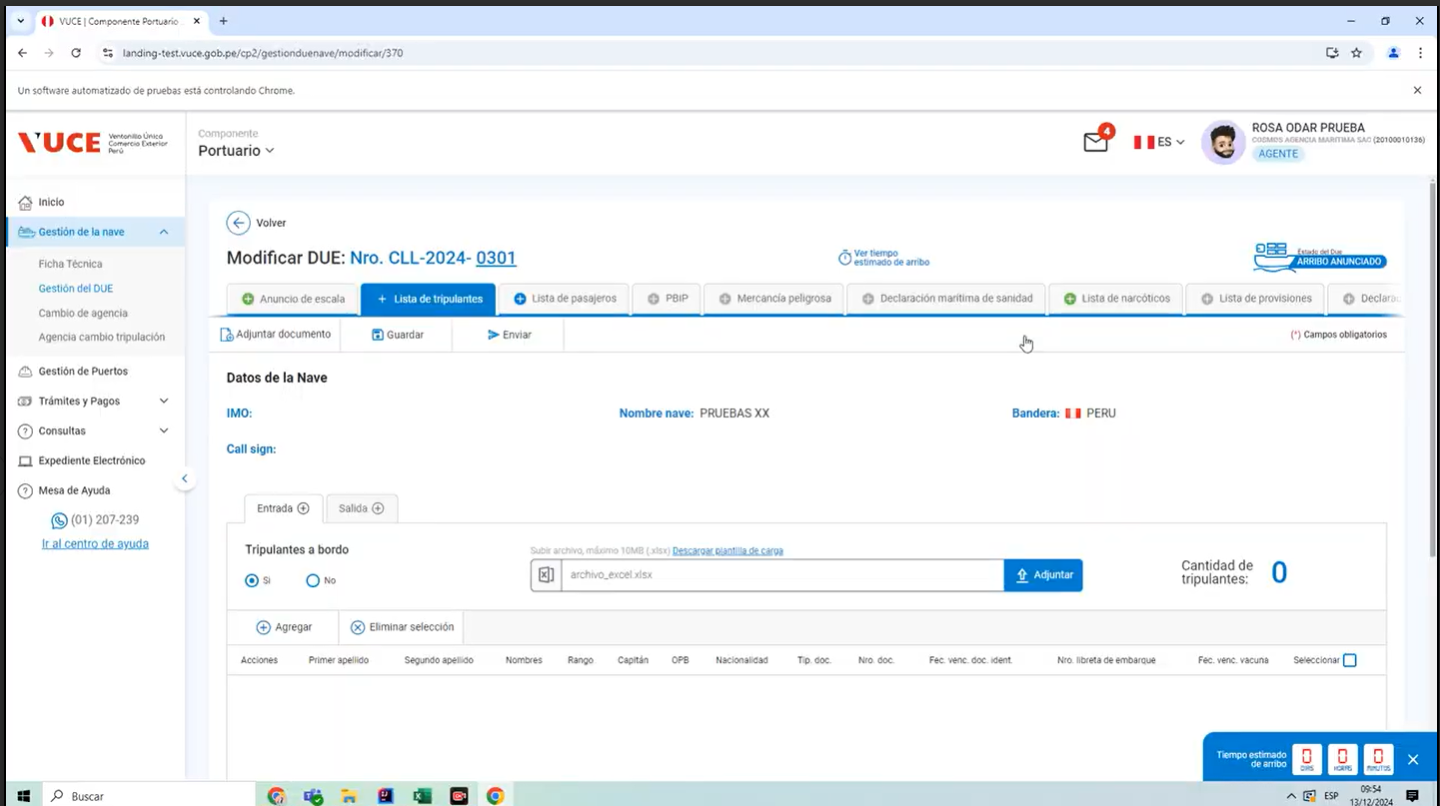 VUCE | Componente Portuario
landing-test.vuce.gob.pe/cp2/gestionduenave/modificar/370
Un software automatizado de pruebas está controlando Chrome.
VUCE Ventanilla Única
Comercio Exterior
Perú
Componente
Portuario
4
ES
ROSA ODAR PRUEBA
COSMOS AGENCIA MARITIMA SAC (20100010136)
AGENTE
Inicio
Gestión de la nave
Ficha Técnica
Gestión del DUE
Cambio de agencia
Agencia cambio tripulación
Gestión de Puertos
Trámites y Pagos
Consultas
Expediente Electrónico
Mesa de Ayuda
(01) 207-239
Ir al centro de ayuda
Volver
Modificar DUE: Nro. CLL-2024- 0301
Ver tiempo
estimado de arribo
Estado del Due
ARRIBO ANUNCIADO
Anuncio de escala
Lista de tripulantes
Lista de pasajeros
PBIP
Mercancía peligrosa
Declaración marítima de sanidad
Lista de narcóticos
Lista de provisiones
Declarac
Adjuntar documento
Guardar
Enviar
(*) Campos obligatorios
Datos de la Nave
IMO:
Nombre nave: PRUEBAS XX
Bandera: PERU
Call sign:
Entrada
Salida
Tripulantes a bordo
Si
No
Subir archivo, máximo 10MB (.xlsx) Descargar plantilla de carga
archivo_excel.xlsx
Adjuntar
Cantidad de
tripulantes: 0
Agregar
Eliminar selección
Acciones Primer apellido Segundo apellido Nombres Rango Capitán OPB Nacionalidad Tip. doc. Nro. doc. Fec. venc. doc. ident. Nro. libreta de embarque Fec. venc. vacuna Seleccionar
Tiempo estimado
de arribo
0 DIAS
0 HORAS
0 MINUTOS
Buscar
ESP
09:54
13/12/2024